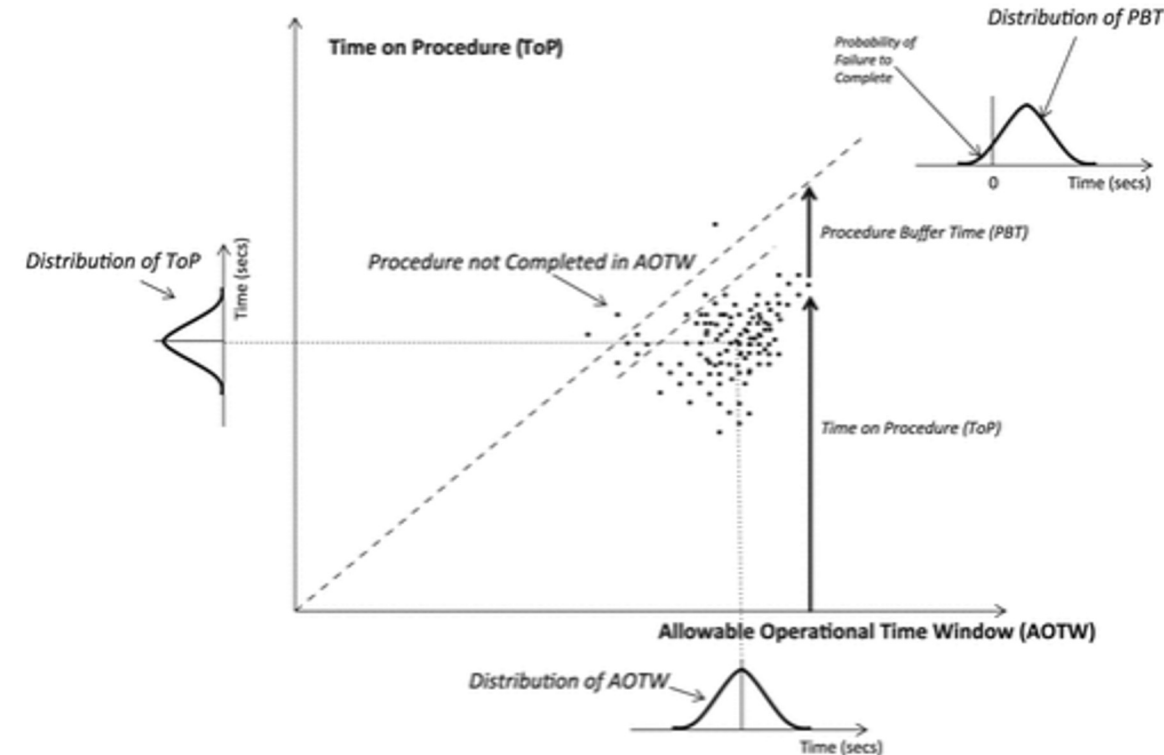 Distribution of PBT
Time on Procedure (ToP)
Probability of
Failure to
Complete
0
Time (secs)
Procedure Buffer Time (PBT)
Distribution of ToP
Time (secs)
Procedure not Completed in AOTW
Time on Procedure (ToP)
Allowable Operational Time Window (AOTW)
Distribution of AOTW
Time (secs)